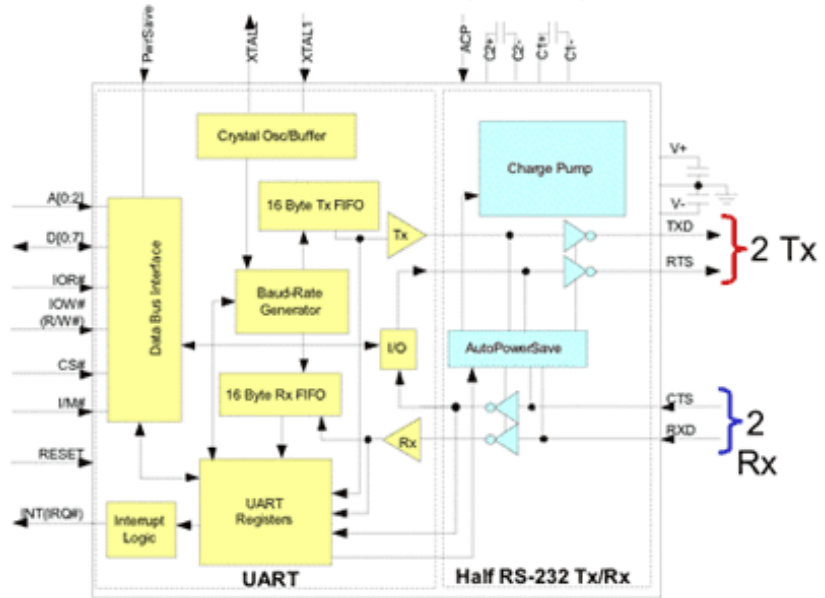 PwrSave
XTAL2
XTAL1
ACP
C2+
C2-
C1+
C1-
Crystal Osc/Buffer
Charge Pump
V+
V-
A[0:2]
D[0:7]
IOR#
IOW#
(R/W#)
CS#
I/M#
RESET
INT(IRQ#)
Data Bus Interface
16 Byte Tx FIFO
Tx
TXD
RTS
2 Tx
Baud-Rate
Generator
I/O
AutoPowerSave
16 Byte Rx FIFO
Rx
CTS
RXD
2
Rx
UART
Registers
Interrupt
Logic
UART
Half RS-232 Tx/Rx